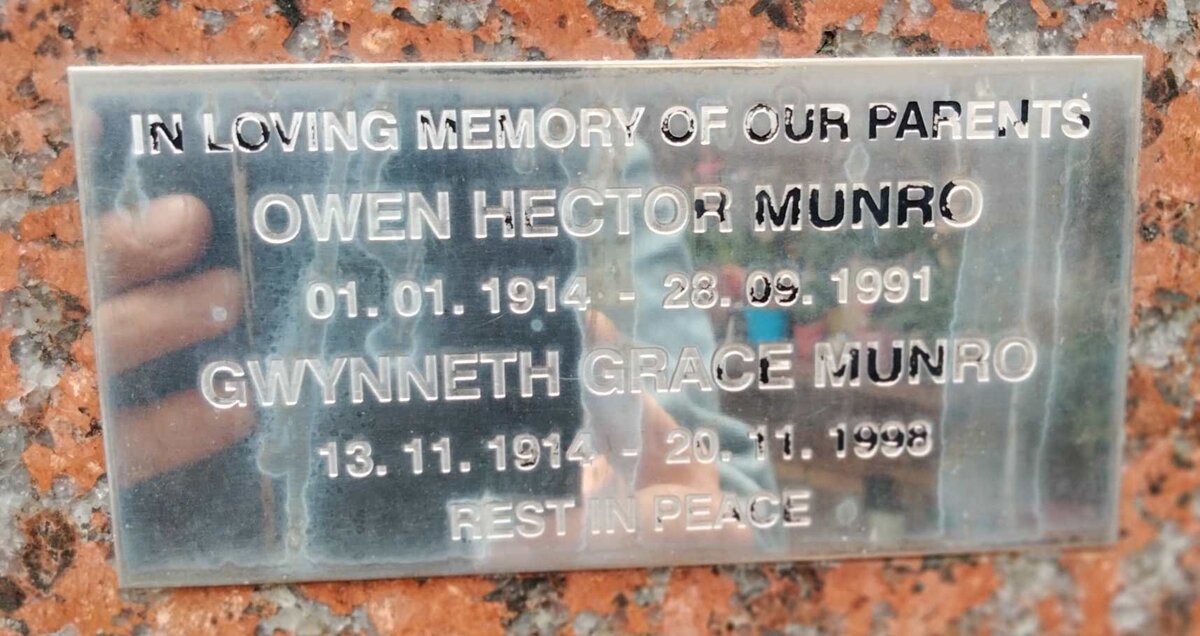 IN LOVING MEMORY OF OUR PARENTS
OWEN HECTOR MUNRO
01. 01. 1914 - 28. 09. 1991
GWYNNETH GRACE MUNRO
13. 11. 1914 - 20. 11. 1998
REST IN PEACE